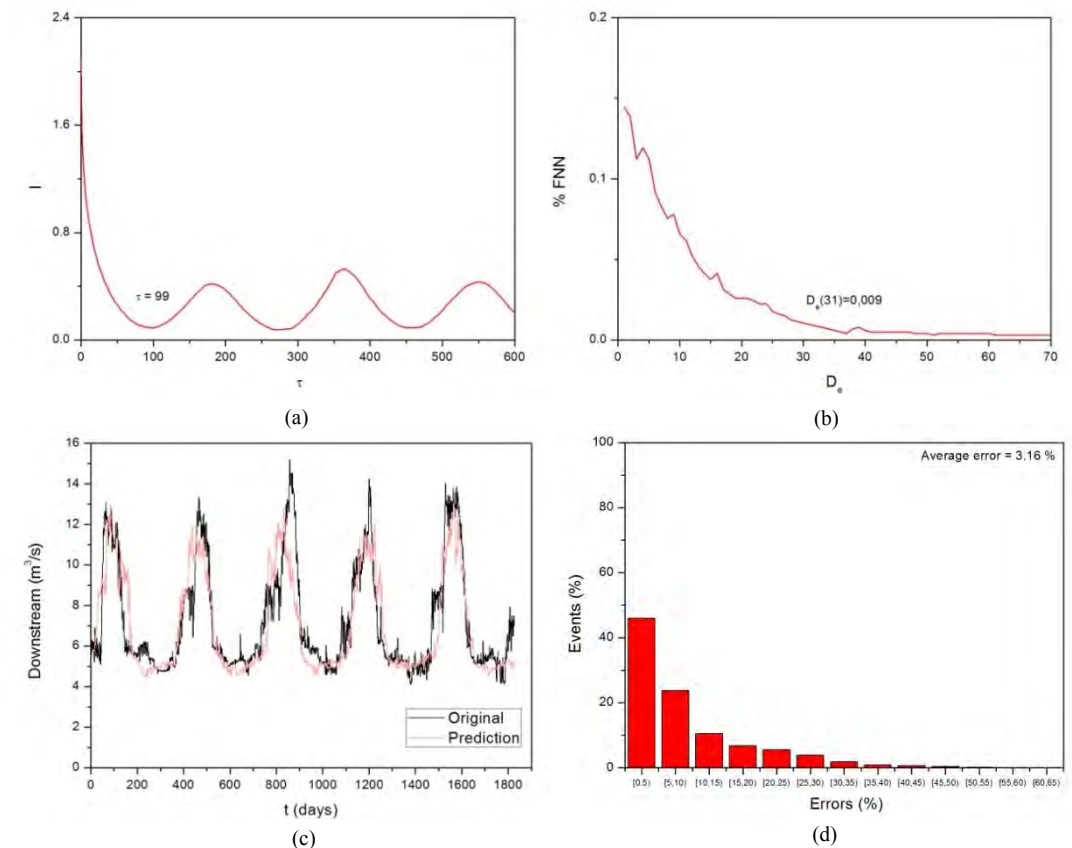 2.4
1.6
0.8
0.0
I
τ = 99
0 100 200 300 400 500 600
τ
(a)
0.2
0.1
0.0
% FNN
Dₑ(31)=0,009
0 10 20 30 40 50 60 70
Dₑ
(b)
16
14
12
10
8
6
4
2
0
Downstream (m³/s)
Original
Prediction
0 200 400 600 800 1000 1200 1400 1600 1800
t (days)
(c)
100
80
60
40
20
0
Events (%)
Average error = 3.16 %
[0,5) [5,10) [10,15) [15,20) [20,25) [25,30) [30,35) [35,40) [40,45) [45,50) [50,55) [55,60) [60,65)
Errors (%)
(d)